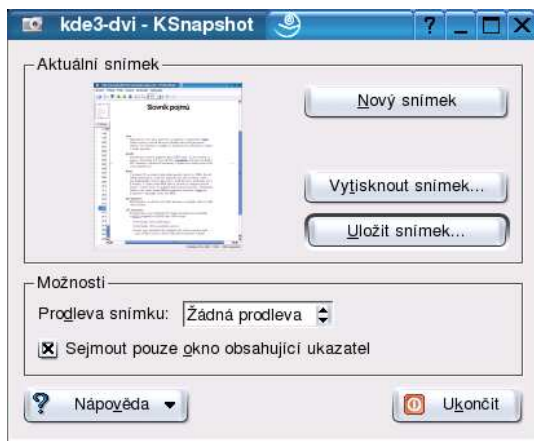 kde3-dvi - KSnapshot
Aktuální snímek
Slovník pojmů
Nový snímek
Vytisknout snímek...
Uložit snímek...
Možnosti
Prodleva snímku: Žádná prodleva
Sejmout pouze okno obsahující ukazatel
Nápověda
Ukončit